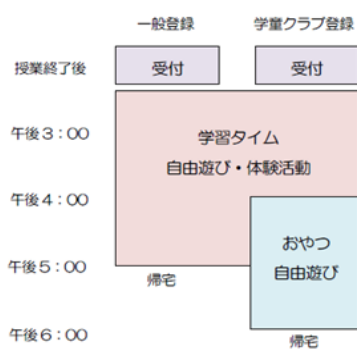 一般登録 学童クラブ登録
授業終了後 受付 受付
午後3：00
学習タイム
自由遊び・体験活動
午後4：00
おやつ
自由遊び
午後5：00
帰宅
午後6：00
帰宅